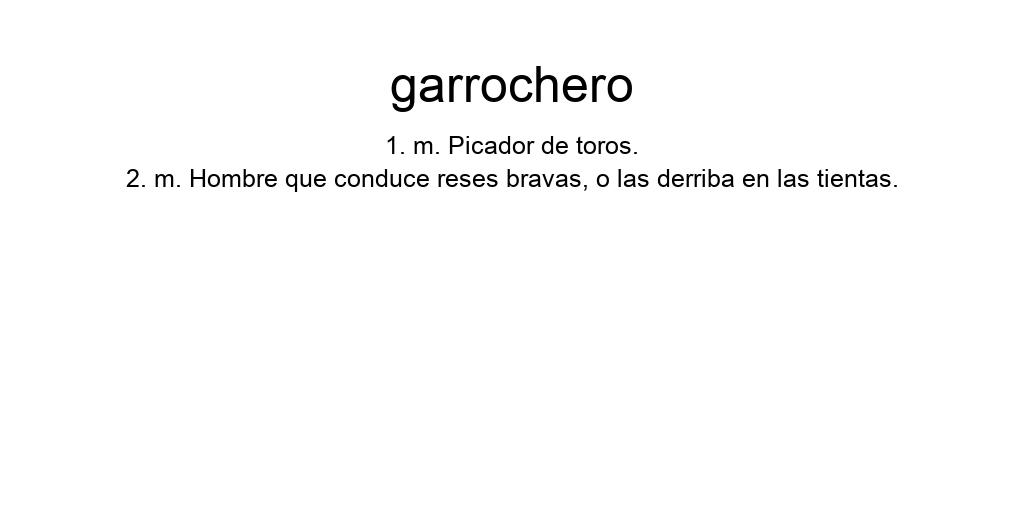 garrochero
1. m. Picador de toros.
2. m. Hombre que conduce reses bravas, o las derriba en las tientas.